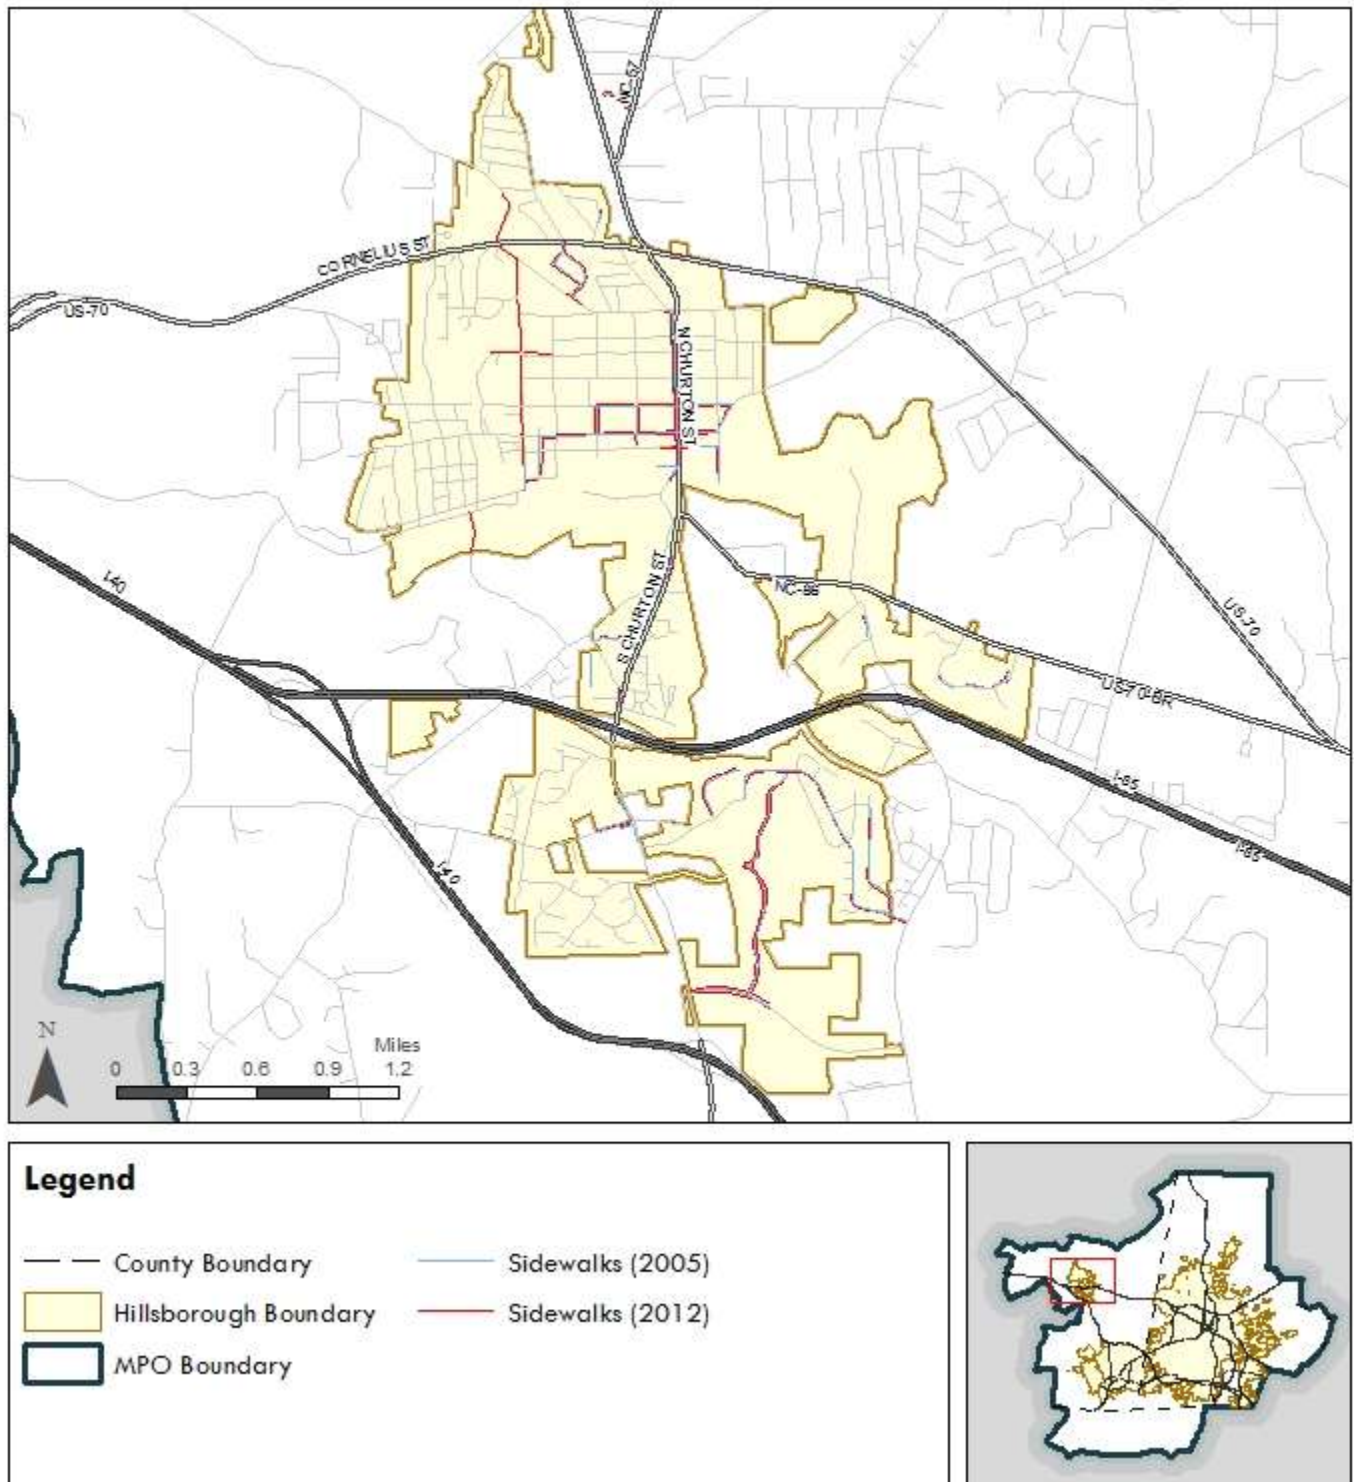 NC-57
CORNELIUS ST
US-70
N CHURTON ST
I-40
S CHURTON ST
NC-86
US-70
US-70-BR
I-85
I-85
I-40
N
Miles
0 0.3 0.6 0.9 1.2
Legend
County Boundary
Sidewalks (2005)
Hillsborough Boundary
Sidewalks (2012)
MPO Boundary